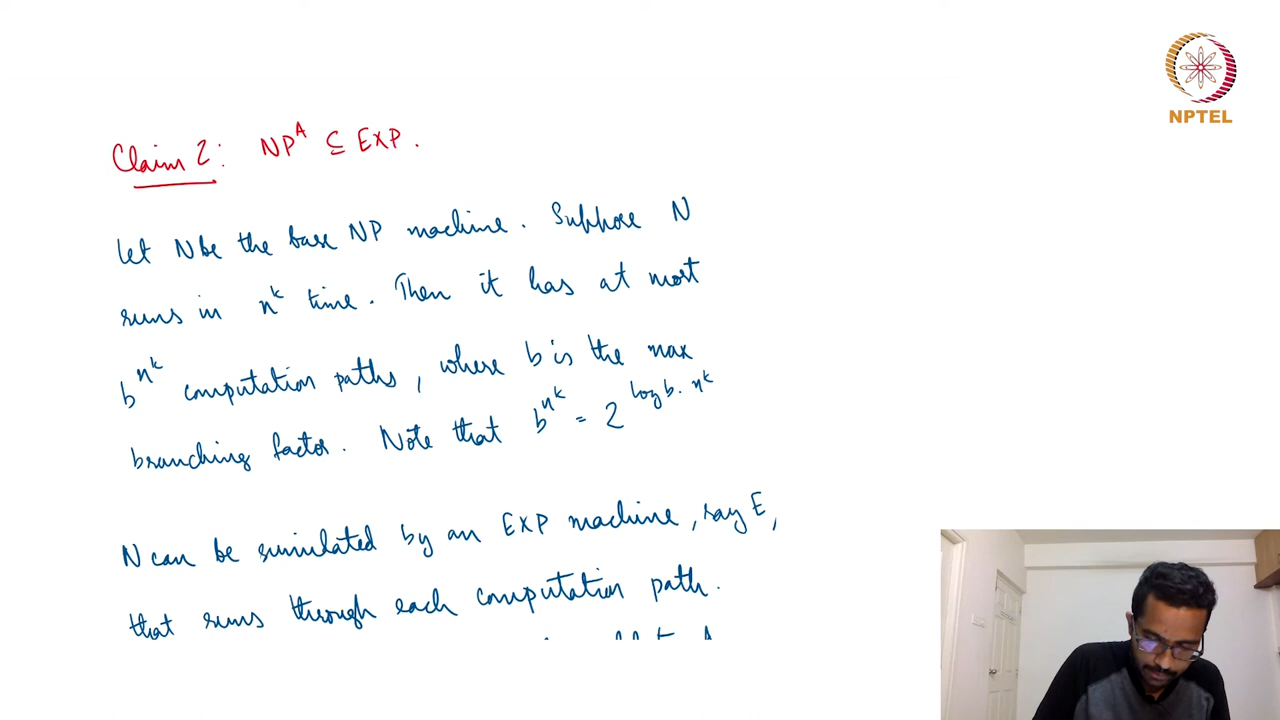 NPTEL
Claim 2: NP^A ⊆ EXP.
Let N be the base NP machine. Suppose N
runs in n^k time. Then it has at most
b^{n^k} computation paths, where b is the max
branching factor. Note that b^{n^k} = 2^{log b. n^k}
N can be simulated by an EXP machine, say E,
that runs through each computation path.